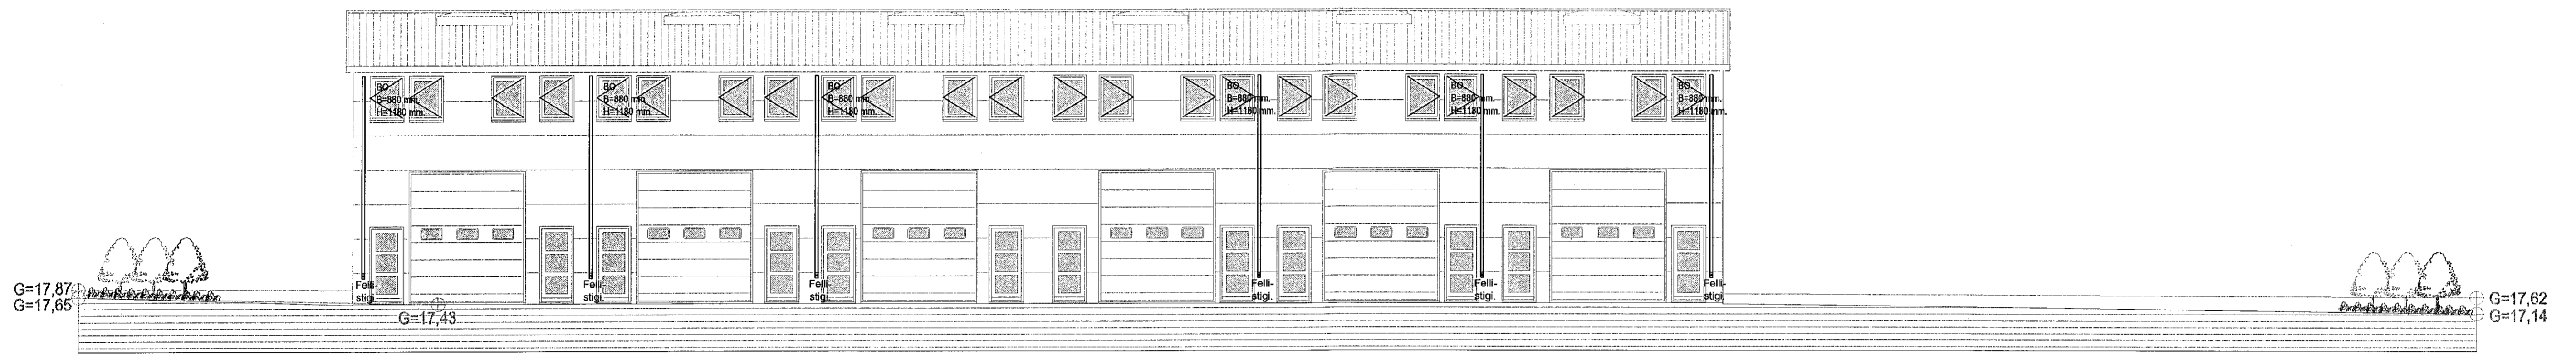 BO.
B=880 mm.
H=1180 mm.
BO.
B=880 mm.
H=1180 mm.
BO.
B=880 mm.
H=1180 mm.
BO.
B=880 mm.
H=1180 mm.
BO.
B=880 mm.
H=1180 mm.
BO.
B=880 mm.
H=1180 mm.
Felli-
stigi.
Felli-
stigi.
Felli-
stigi.
Felli-
stigi.
Felli-
stigi.
Felli-
stigi.
G=17,87
G=17,65
G=17,43
G=17,62
G=17,14